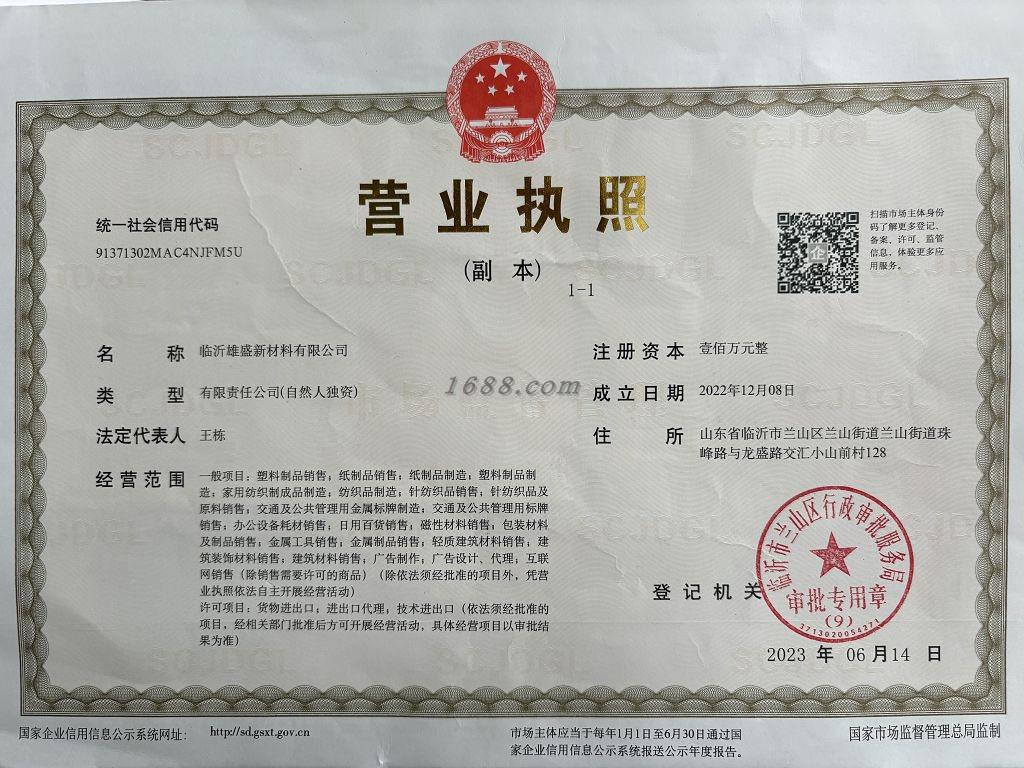 营业执照
(副 本)
1-1
统一社会信用代码
91371302MAC4NJFM5U
扫描市场主体身份
码了解更多登记、
备案、许可、监管
信息，体验更多应
用服务。
名 称 临沂雄盛新材料有限公司
类 型 有限责任公司(自然人独资)
法定代表人 王栋
经营范围 一般项目：塑料制品销售；纸制品销售；纸制品制造；塑料制品制
造；家用纺织制成品制造；纺织品制造；针纺织品销售；针纺织品及
原料销售；交通及公共管理用金属标牌制造；交通及公共管理用标牌
销售；办公设备耗材销售；日用百货销售；磁性材料销售；包装材料
及制品销售；金属工具销售；金属制品销售；轻质建筑材料销售；建
筑装饰材料销售；建筑材料销售；广告制作；广告设计、代理；互联
网销售（除销售需要许可的商品）（除依法须经批准的项目外，凭营
业执照依法自主开展经营活动）
许可项目：货物进出口；进出口代理；技术进出口（依法须经批准的
项目，经相关部门批准后方可开展经营活动，具体经营项目以审批结
果为准）
注册资本 壹佰万元整
成立日期 2022年12月08日
住 所 山东省临沂市兰山区兰山街道兰山街道珠
峰路与龙盛路交汇小山前村128
1688.com
登记机关
临沂市兰山区行政审批服务局
审批专用章
(9)
3713020054271
2023 年 06 月 14 日
国家企业信用信息公示系统网址： http://sd.gsxt.gov.cn
市场主体应当于每年1月1日至6月30日通过国
家企业信用信息公示系统报送公示年度报告。
国家市场监督管理总局监制